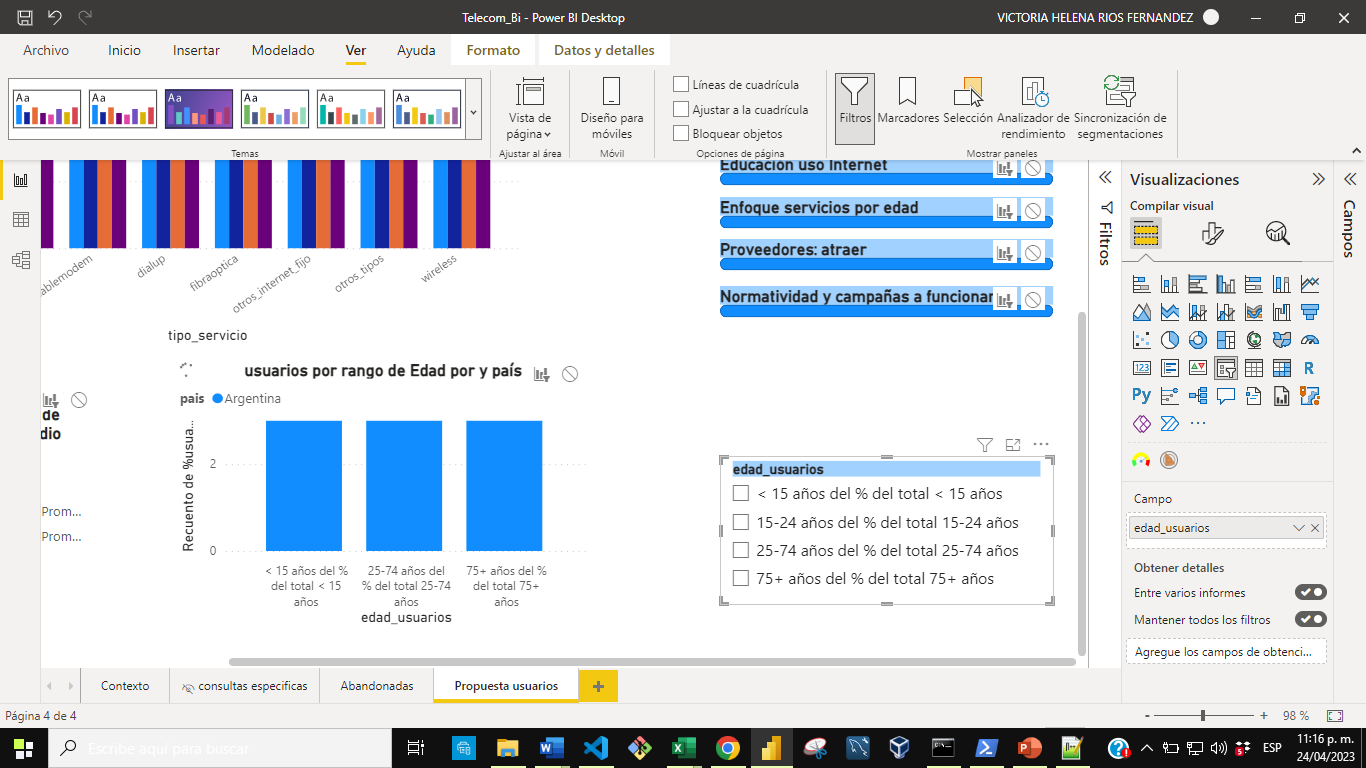 Telecom_Bi - Power BI Desktop
VICTORIA HELENA RIOS FERNANDEZ
Archivo
Inicio
Insertar
Modelado
Ver
Ayuda
Formato
Datos y detalles
Aa
Aa
Aa
Aa
Aa
Aa
Temas
Vista de
página
Ajustar al área
Diseño para
móviles
Móvil
Líneas de cuadrícula
Ajustar a la cuadrícula
Bloquear objetos
Opciones de página
Filtros
Marcadores
Selección
Analizador de
rendimiento
Sincronización de
segmentaciones
Mostrar paneles
ablemodem
dialup
fibraoptica
otros_internet_fijo
otros_tipos
wireless
tipo_servicio
Educación uso Internet
Enfoque servicios por edad
Proveedores: atraer
Normatividad y campañas a funcionar
de
dio
Prom...
Prom...
usuarios por rango de Edad por y país
pais
Argentina
Recuento de %usua...
2
0
< 15 años del %
del total < 15
años
25-74 años del
% del total 25-74
años
75+ años del %
del total 75+
años
edad_usuarios
edad_usuarios
< 15 años del % del total < 15 años
15-24 años del % del total 15-24 años
25-74 años del % del total 25-74 años
75+ años del % del total 75+ años
Filtros
Visualizaciones
Compilar visual
123
R
Py
Campo
edad_usuarios
Obtener detalles
Entre varios informes
Mantener todos los filtros
Agregue los campos de obtenci...
Campos
Contexto
consultas especificas
Abandonadas
Propuesta usuarios
+
Página 4 de 4
- + 98 %
Escribe aquí para buscar
ESP
11:16 p. m.
24/04/2023